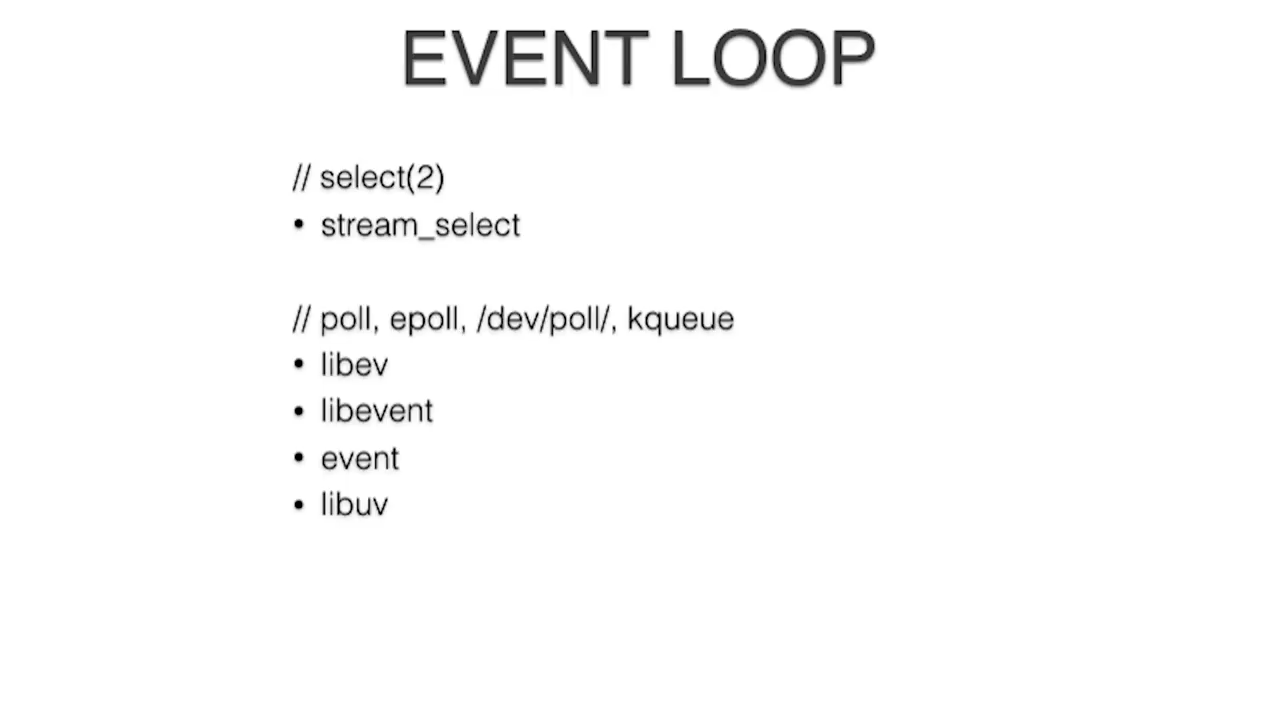 EVENT LOOP
// select(2)
• stream_select
// poll, epoll, /dev/poll/, kqueue
• libev
• libevent
• event
• libuv